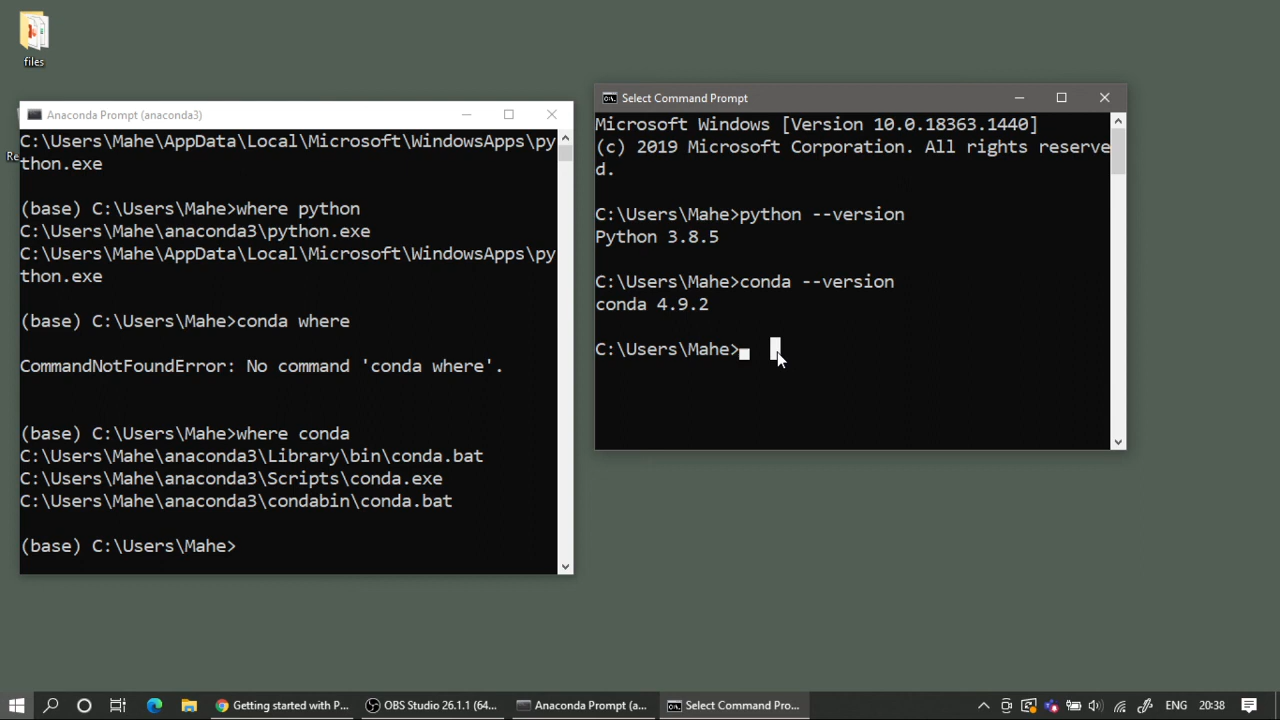 files
Re
Anaconda Prompt (anaconda3)
C:\Users\Mahe\AppData\Local\Microsoft\WindowsApps\py
thon.exe
(base) C:\Users\Mahe>where python
C:\Users\Mahe\anaconda3\python.exe
C:\Users\Mahe\AppData\Local\Microsoft\WindowsApps\py
thon.exe
(base) C:\Users\Mahe>conda where
CommandNotFoundError: No command 'conda where'.
(base) C:\Users\Mahe>where conda
C:\Users\Mahe\anaconda3\Library\bin\conda.bat
C:\Users\Mahe\anaconda3\Scripts\conda.exe
C:\Users\Mahe\anaconda3\condabin\conda.bat
(base) C:\Users\Mahe>
Select Command Prompt
Microsoft Windows [Version 10.0.18363.1440]
(c) 2019 Microsoft Corporation. All rights reserve
d.
C:\Users\Mahe>python --version
Python 3.8.5
C:\Users\Mahe>conda --version
conda 4.9.2
C:\Users\Mahe>
Getting started with P...
OBS Studio 26.1.1 (64...
Anaconda Prompt (a...
Select Command Pro...
ENG
20:38